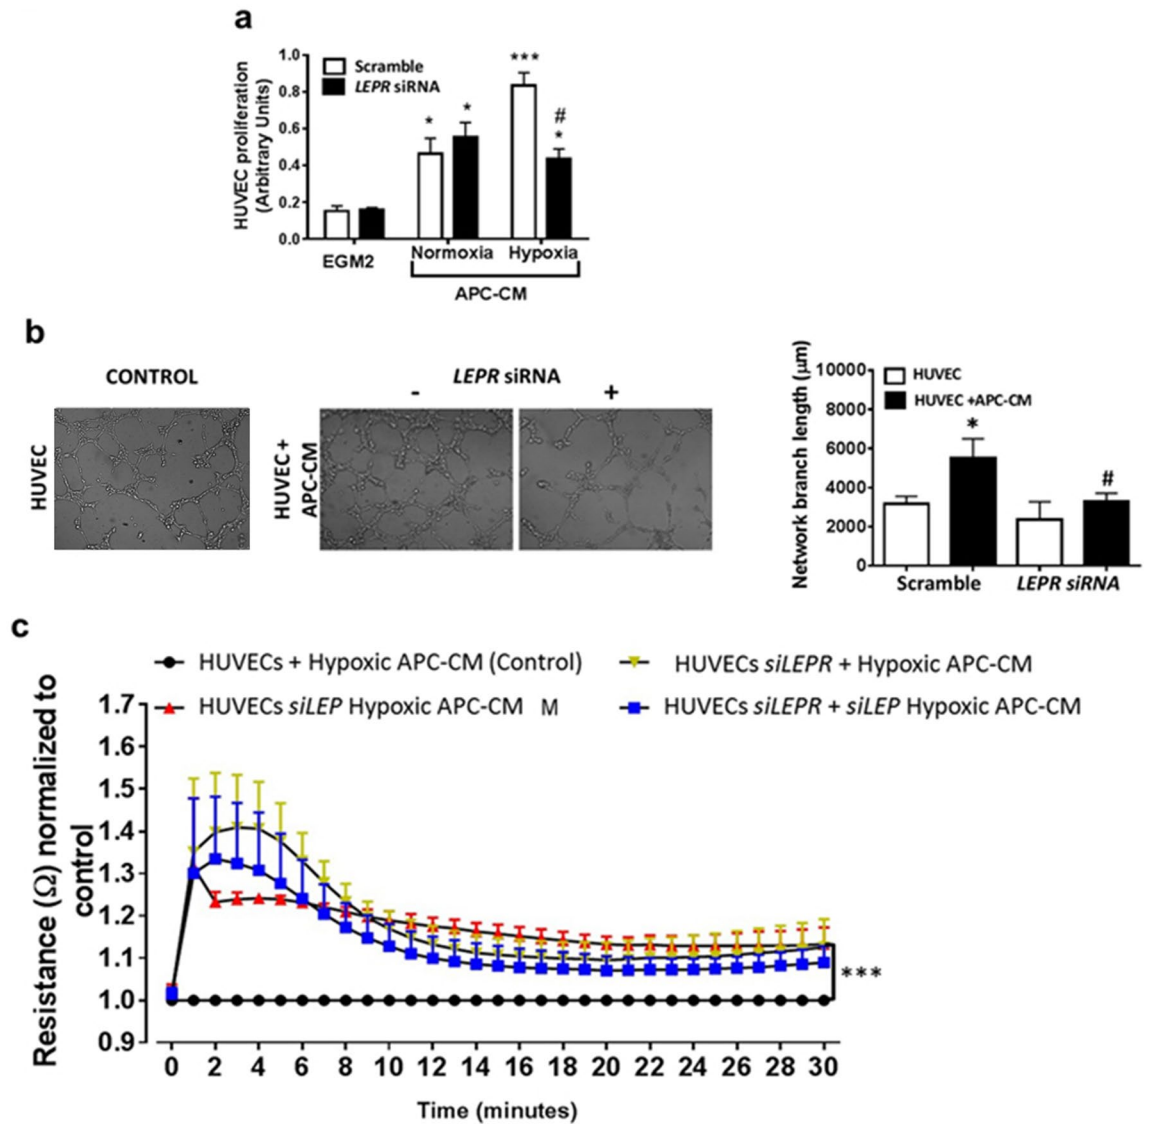 a
HUVEC proliferation
(Arbitrary Units)
1.0
0.8
0.6
0.4
0.2
0.0
Scramble
LEPR siRNA
*
*
***
#
*
EGM2
Normoxia
Hypoxia
APC-CM
b
CONTROL
LEPR siRNA
-
+
HUVEC
HUVEC +
APC-CM
Network branch length (μm)
10000
8000
6000
4000
2000
0
HUVEC
HUVEC +APC-CM
*
#
Scramble
LEPR siRNA
c
HUVECs + Hypoxic APC-CM (Control)
HUVECs siLEPR + Hypoxic APC-CM
HUVECs siLEP Hypoxic APC-CM M
HUVECs siLEPR + siLEP Hypoxic APC-CM
Resistance (Ω) normalized to
control
1.7
1.6
1.5
1.4
1.3
1.2
1.1
1.0
0.9
***
0 2 4 6 8 10 12 14 16 18 20 22 24 26 28 30
Time (minutes)